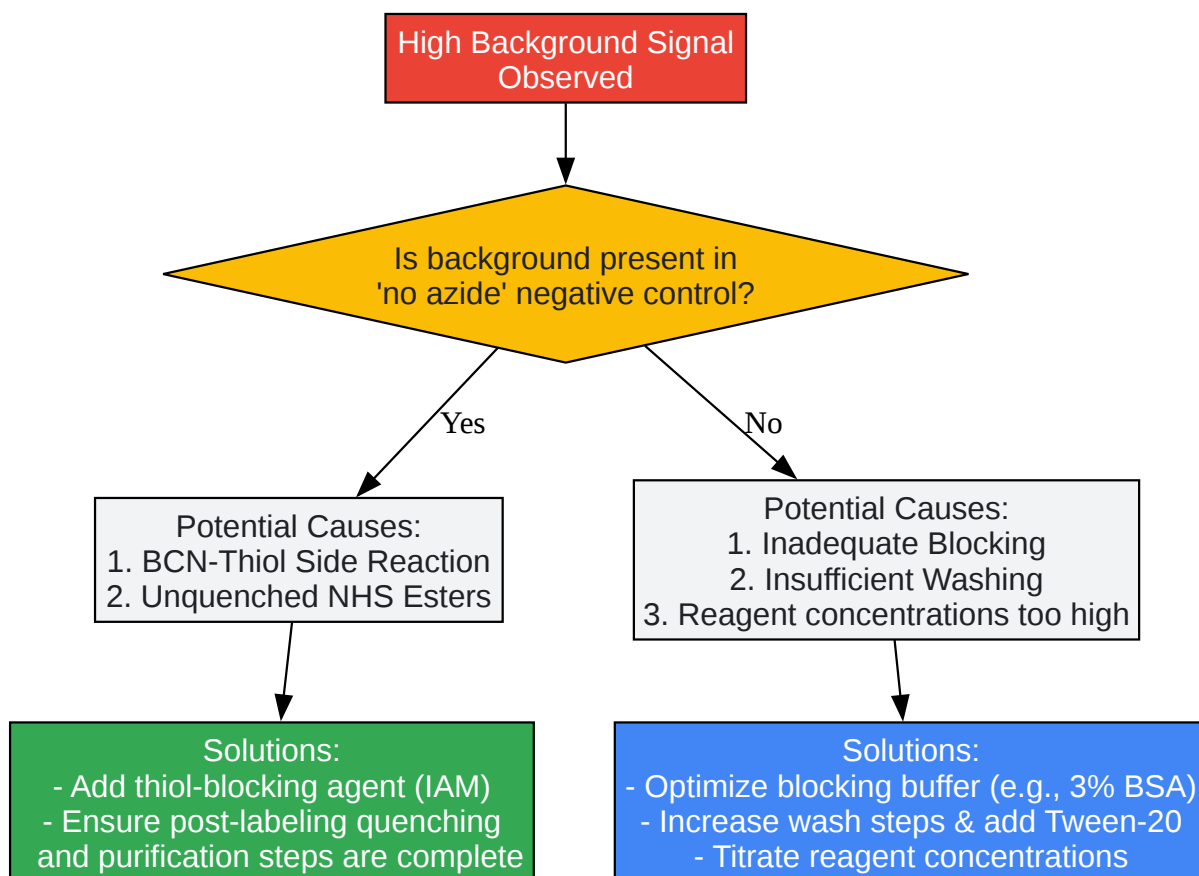 High Background Signal
Observed
Is background present in
'no azide' negative control?
Yes
No
Potential Causes:
1. BCN-Thiol Side Reaction
2. Unquenched NHS Esters
Potential Causes:
1. Inadequate Blocking
2. Insufficient Washing
3. Reagent concentrations too high
Solutions:
- Add thiol-blocking agent (IAM)
- Ensure post-labeling quenching
and purification steps are complete
Solutions:
- Optimize blocking buffer (e.g., 3% BSA)
- Increase wash steps & add Tween-20
- Titrate reagent concentrations